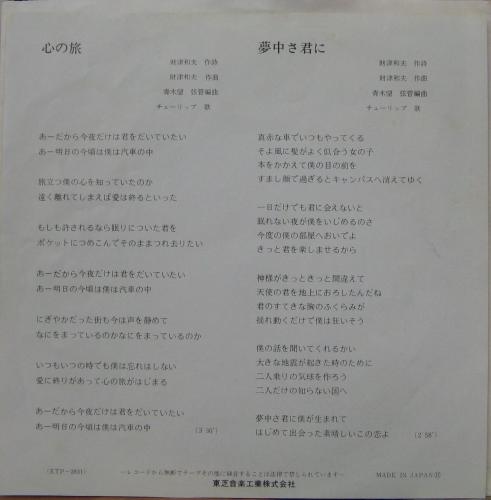 心の旅
財津和夫 作詩
財津和夫 作曲
青木望 弦管編曲
チューリップ 歌
あーだから今夜だけは君をだいていたい
あー明日の今頃は僕は汽車の中
旅立つ僕の心を知っていたのか
遠く離れてしまえば愛は終るといった
もしも許されるなら眠りについた君を
ポケットにつめこんでそのままつれ去りたい
あーだから今夜だけは君をだいていたい
あー明日の今頃は僕は汽車の中
にぎやかだった街も今は声を静めて
なにをまっているのかなにをまっているのか
いつもいつの時でも僕は忘れはしない
愛に終りがあって心の旅がはじまる
あーだから今夜だけは君をだいていたい
あー明日の今頃は僕は汽車の中
(3′36″)
夢中さ君に
財津和夫 作詩
財津和夫 作曲
青木望 弦管編曲
チューリップ 歌
真赤な車でいつもやってくる
そよ風に髪がよく似合う女の子
本をかかえて僕の目の前を
すまし顔で過ぎるとキャンパスへ消えてゆく
一日だけでも君に会えないと
眠れない夜が僕をいじめるのさ
今度の僕の部屋へおいでよ
きっと君を楽しませるから
神様がきっときっと間違えて
天使の君を地上におろしたんだね
君のすてきな胸のふくらみが
揺れ動くだけで僕は狂いそう
僕の話を聞いてくれるかい
大きな地震が起きた時のために
二人乗りの気球を作ろう
二人だけの知らない国へ
夢中さ君に僕が生まれて
はじめて出会った素晴しいこの恋よ
(2′58″)
(ETP-2831)
―レコードから無断でテープその他に録音することは法律で禁じられています―
MADE IN JAPAN
東芝音楽工業株式会社